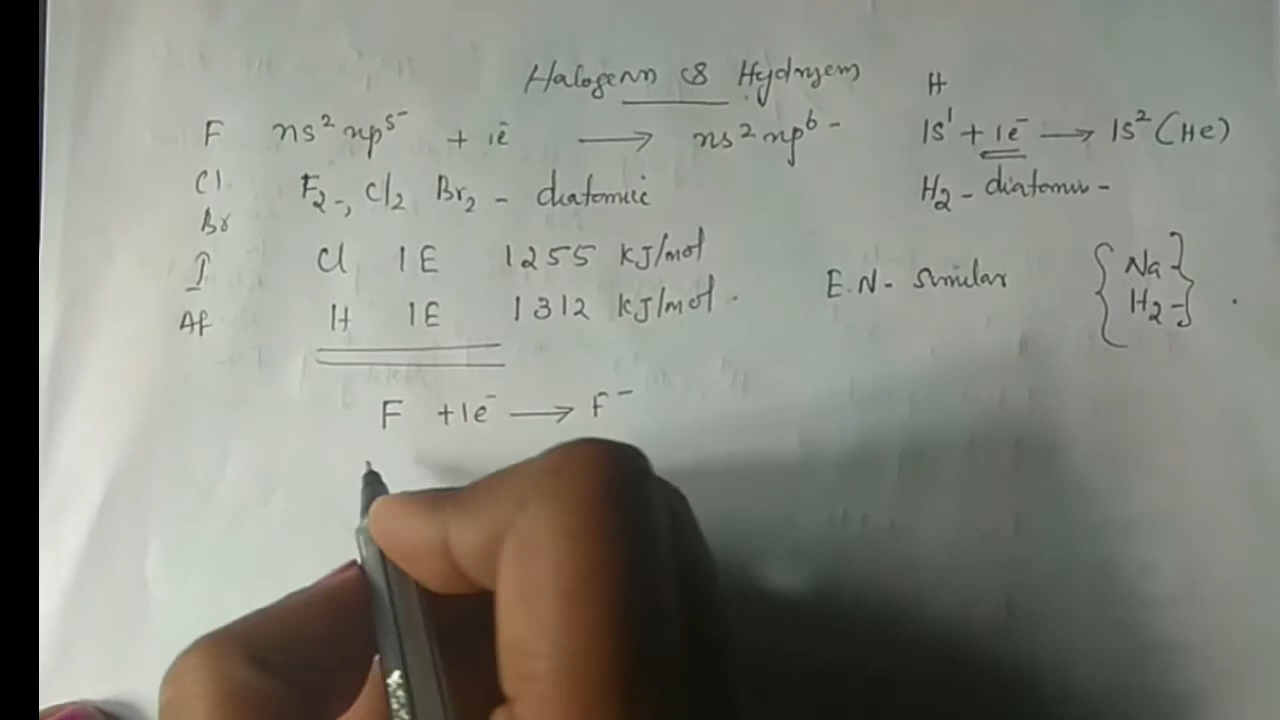 Halogens & Hydrogens
H
F ns² np⁵ + 1e⁻ ⟶ ns² np⁶ -
1s¹ + 1e⁻ ⟶ 1s² (He)
Cl F₂ -, Cl₂ Br₂ - diatomic
H₂ - diatomic -
Br
I Cl IE 1255 kJ/mol
E.N - similar
{ Na }
{ H₂ - } .
At H IE 1312 kJ/mol .
F + 1e⁻ ⟶ F⁻